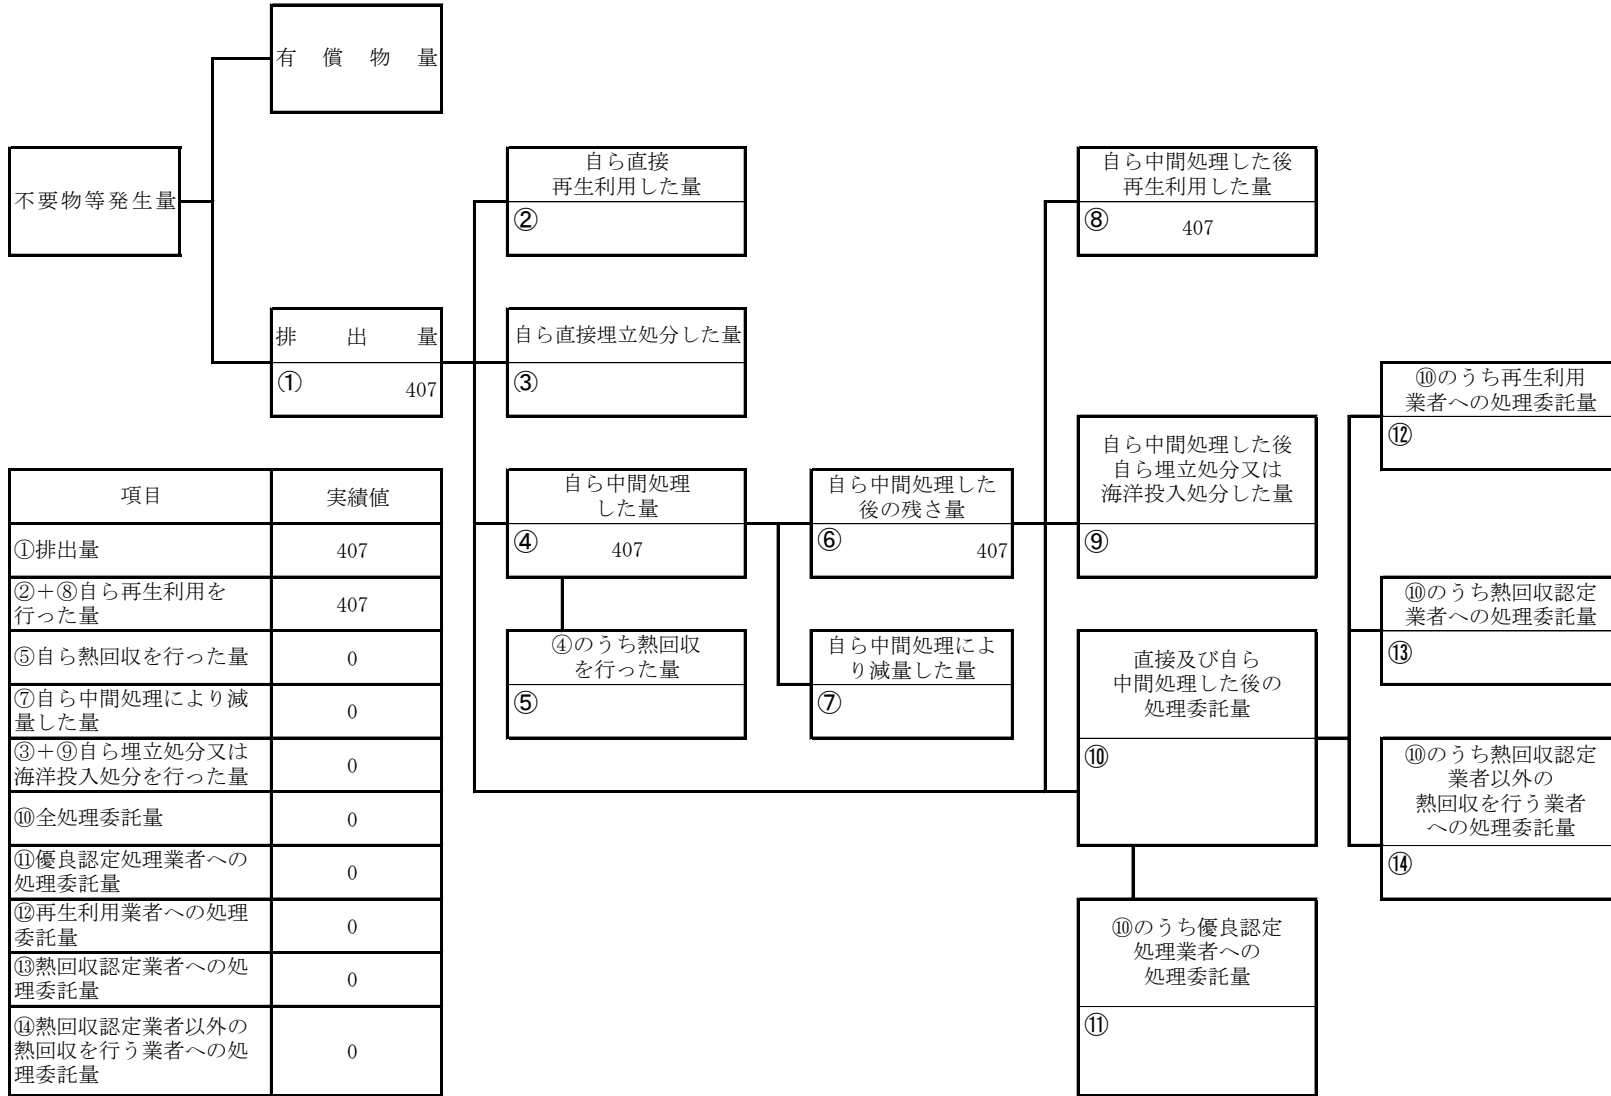 有償物量
不要物等発生量
排出量
①
407
自ら直接
再生利用した量
②
自ら直接埋立処分した量
③
自ら中間処理
した量
④
407
④のうち熱回収
を行った量
⑤
自ら中間処理した
後の残さ量
⑥
407
自ら中間処理によ
り減量した量
⑦
自ら中間処理した後
再生利用した量
⑧
407
自ら中間処理した後
自ら埋立処分又は
海洋投入処分した量
⑨
直接及び自ら
中間処理した後の
処理委託量
⑩
⑩のうち優良認定
処理業者への
処理委託量
⑪
⑩のうち再生利用
業者への処理委託量
⑫
⑩のうち熱回収認定
業者への処理委託量
⑬
⑩のうち熱回収認定
業者以外の
熱回収を行う業者
への処理委託量
⑭
項目 実績値
①排出量 407
②＋⑧自ら再生利用を
行った量 407
⑤自ら熱回収を行った量 0
⑦自ら中間処理により減
量した量 0
③＋⑨自ら埋立処分又は
海洋投入処分を行った量 0
⑩全処理委託量 0
⑪優良認定処理業者への
処理委託量 0
⑫再生利用業者への処理
委託量 0
⑬熱回収認定業者への処
理委託量 0
⑭熱回収認定業者以外の
熱回収を行う業者への処 0
理委託量